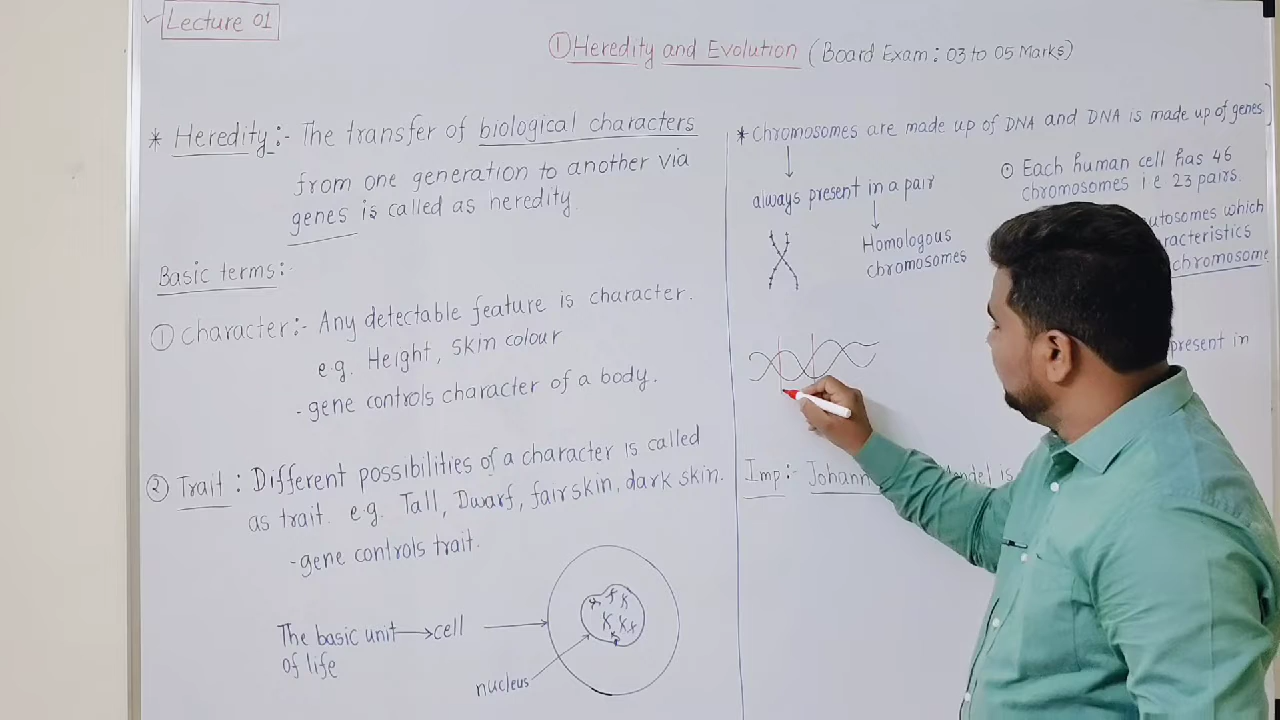 Lecture 01
① Heredity and Evolution (Board Exam : 03 to 05 Marks)
* Heredity :- The transfer of biological characters
from one generation to another via
genes is called as heredity.
Basic terms:-
① character:- Any detectable feature is character.
e.g. Height, skin colour
- gene controls character of a body.
② Trait : Different possibilities of a character is called
as trait. e.g. Tall, Dwarf, fair skin, dark skin.
- gene controls trait.
The basic unit → cell
of life
nucleus
* chromosomes are made up of DNA and DNA is made up of genes.
always present in a pair
Homologous
chromosomes
⊙ Each human cell has 46
chromosomes i.e 23 pairs.
which
chromosome
present in
Imp:- is